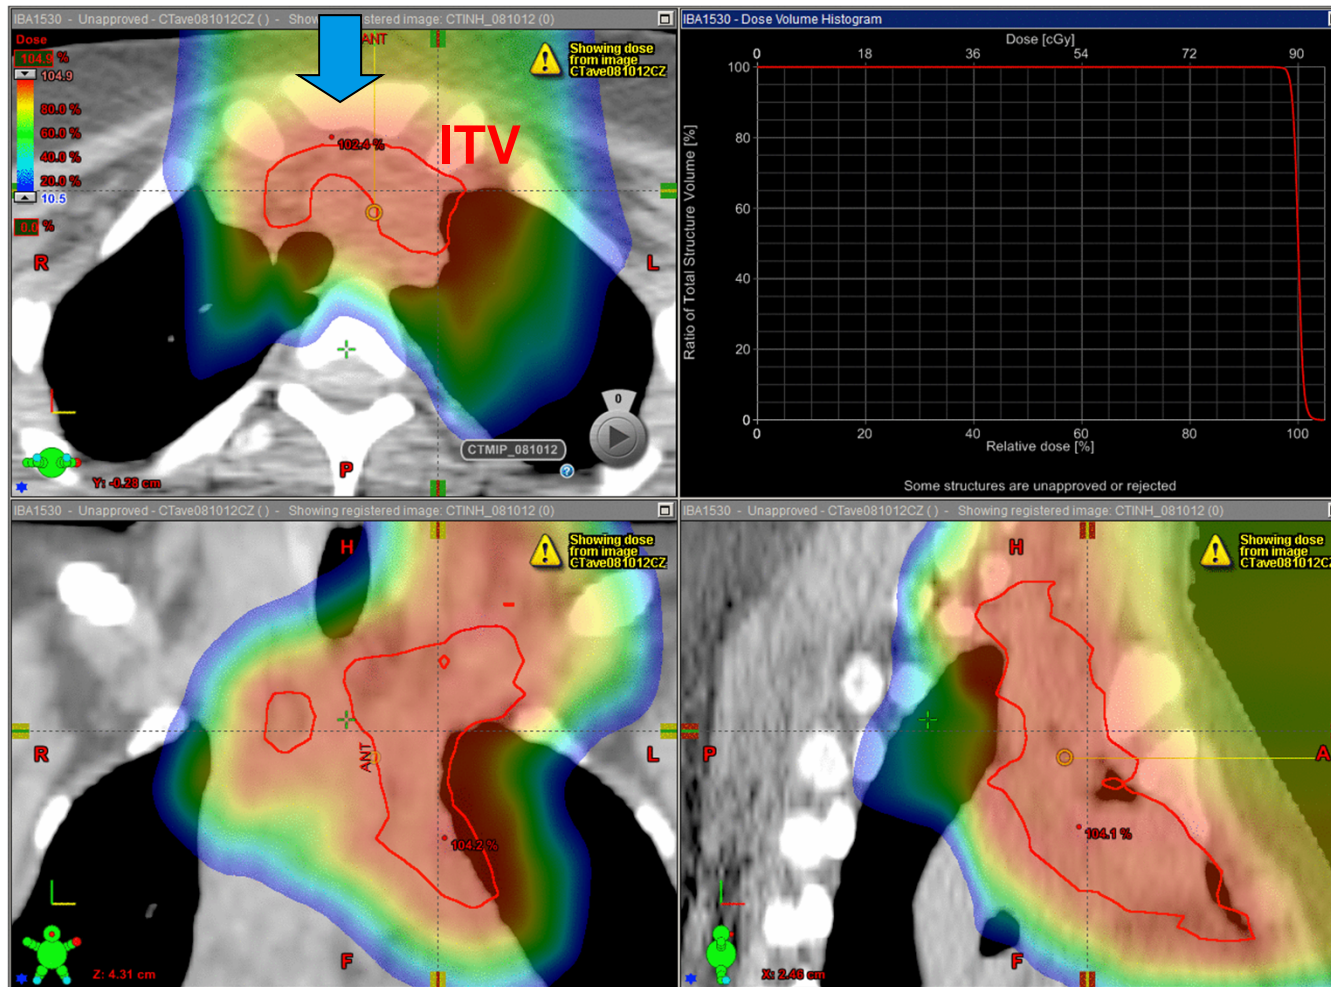 IBA1530 - Unapproved - CTave081012CZ ( ) - Show
istered image: CTINH_081012 (0)
Dose
104.9 %
104.9
80.0 %
60.0 %
40.0 %
20.0 %
10.5
0.0 %
ANT
Showing dose
from image
CTave081012CZ
102.4 %
ITV
R
L
0
CTMIP_081012
?
P
Y: -0.28 cm
IBA1530 - Dose Volume Histogram
Dose [cGy]
0 18 36 54 72 90
Ratio of Total Structure Volume [%]
100
80
60
40
20
0
0 20 40 60 80 100
Relative dose [%]
Some structures are unapproved or rejected
IBA1530 - Unapproved - CTave081012CZ ( ) - Showing registered image: CTINH_081012 (0)
H
Showing dose
from image
CTave081012CZ
R
ANT
L
104.2 %
F
Z: 4.31 cm
IBA1530 - Unapproved - CTave081012CZ ( ) - Showing registered image: CTINH_081012 (0)
H
Showing dose
from image
CTave081012CZ
P
A
104.1 %
F
X: 2.46 cm